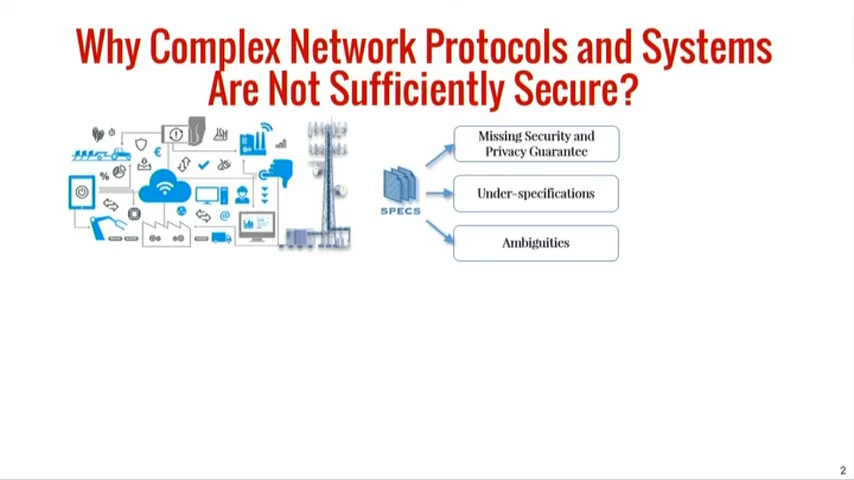 Why Complex Network Protocols and Systems
Are Not Sufficiently Secure?
Missing Security and
Privacy Guarantee
SPECS
Under-specifications
Ambiguities
2